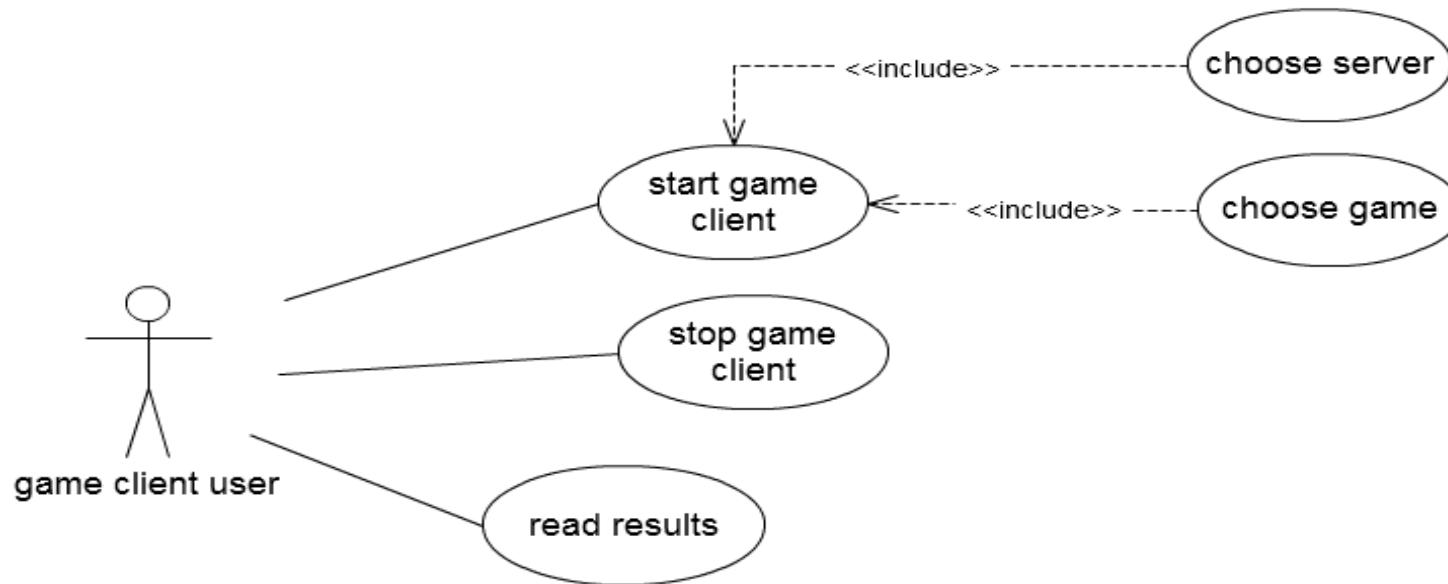 <<include>>
choose server
start game
client
<<include>>
choose game
stop game
client
game client user
read results